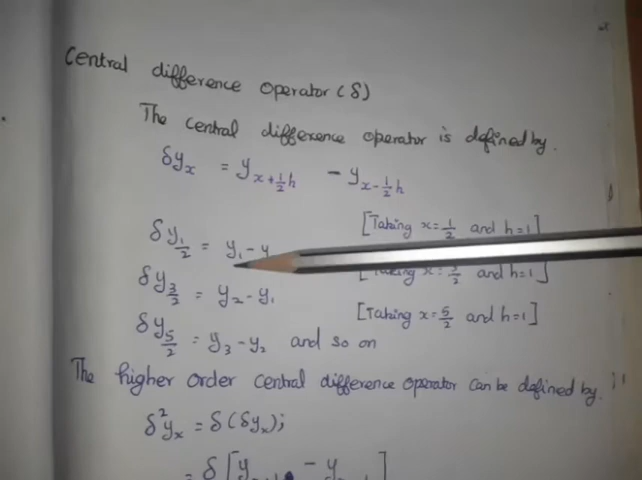 Central difference operator (δ)
The central difference operator is defined by.
δy_x = y_{x+½h} - y_{x-½h}
δy_{1/2} = y₁ - y [Taking x = 1/2 and h = 1]
δy_{3/2} = y₂ - y₁ [Taking x = 3/2 and h = 1]
δy_{5/2} = y₃ - y₂ and so on [Taking x = 5/2 and h = 1]
The higher order central difference operator can be defined by.
δ²y_x = δ(δy_x);
= δ[y - y ]